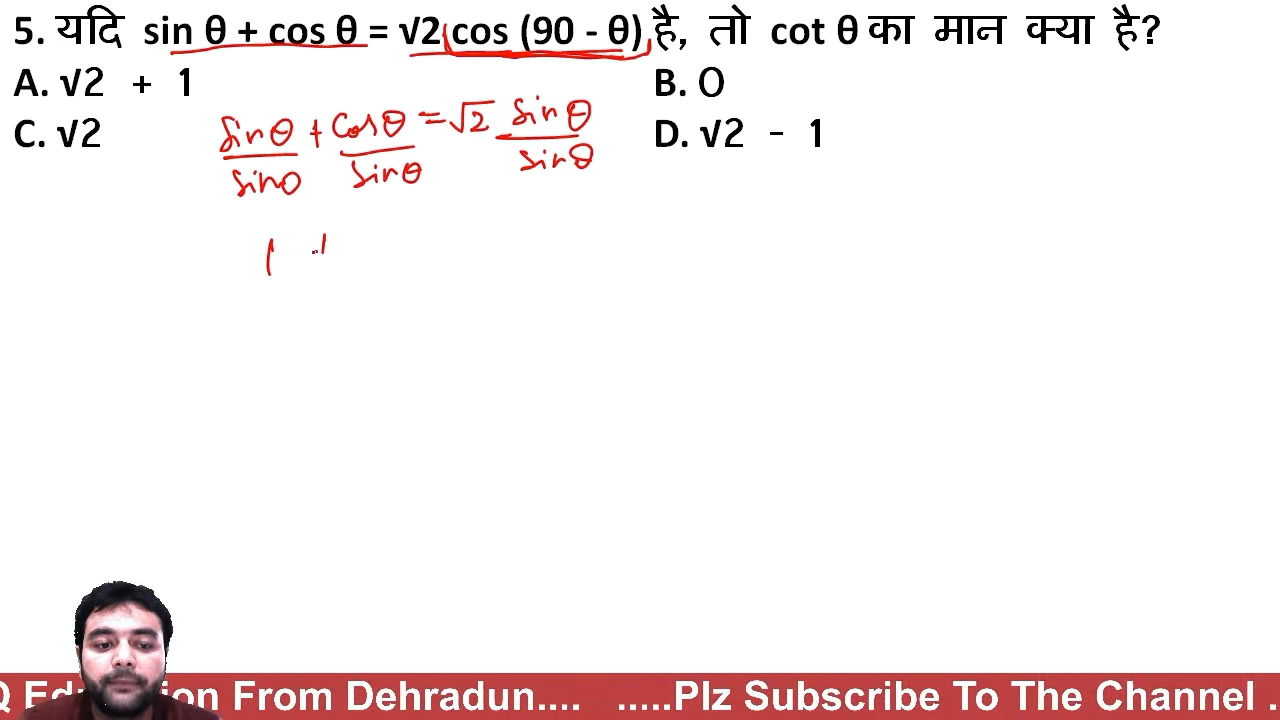 5. यदि sin θ + cos θ = √2 cos (90 - θ) है, तो cot θ का मान क्या है?
A. √2 + 1 B. 0
C. √2 D. √2 - 1
sinθ/sinθ + cosθ/sinθ = √2 sinθ/sinθ
1 +
From Dehradun.... .....Plz Subscribe To The Channel .